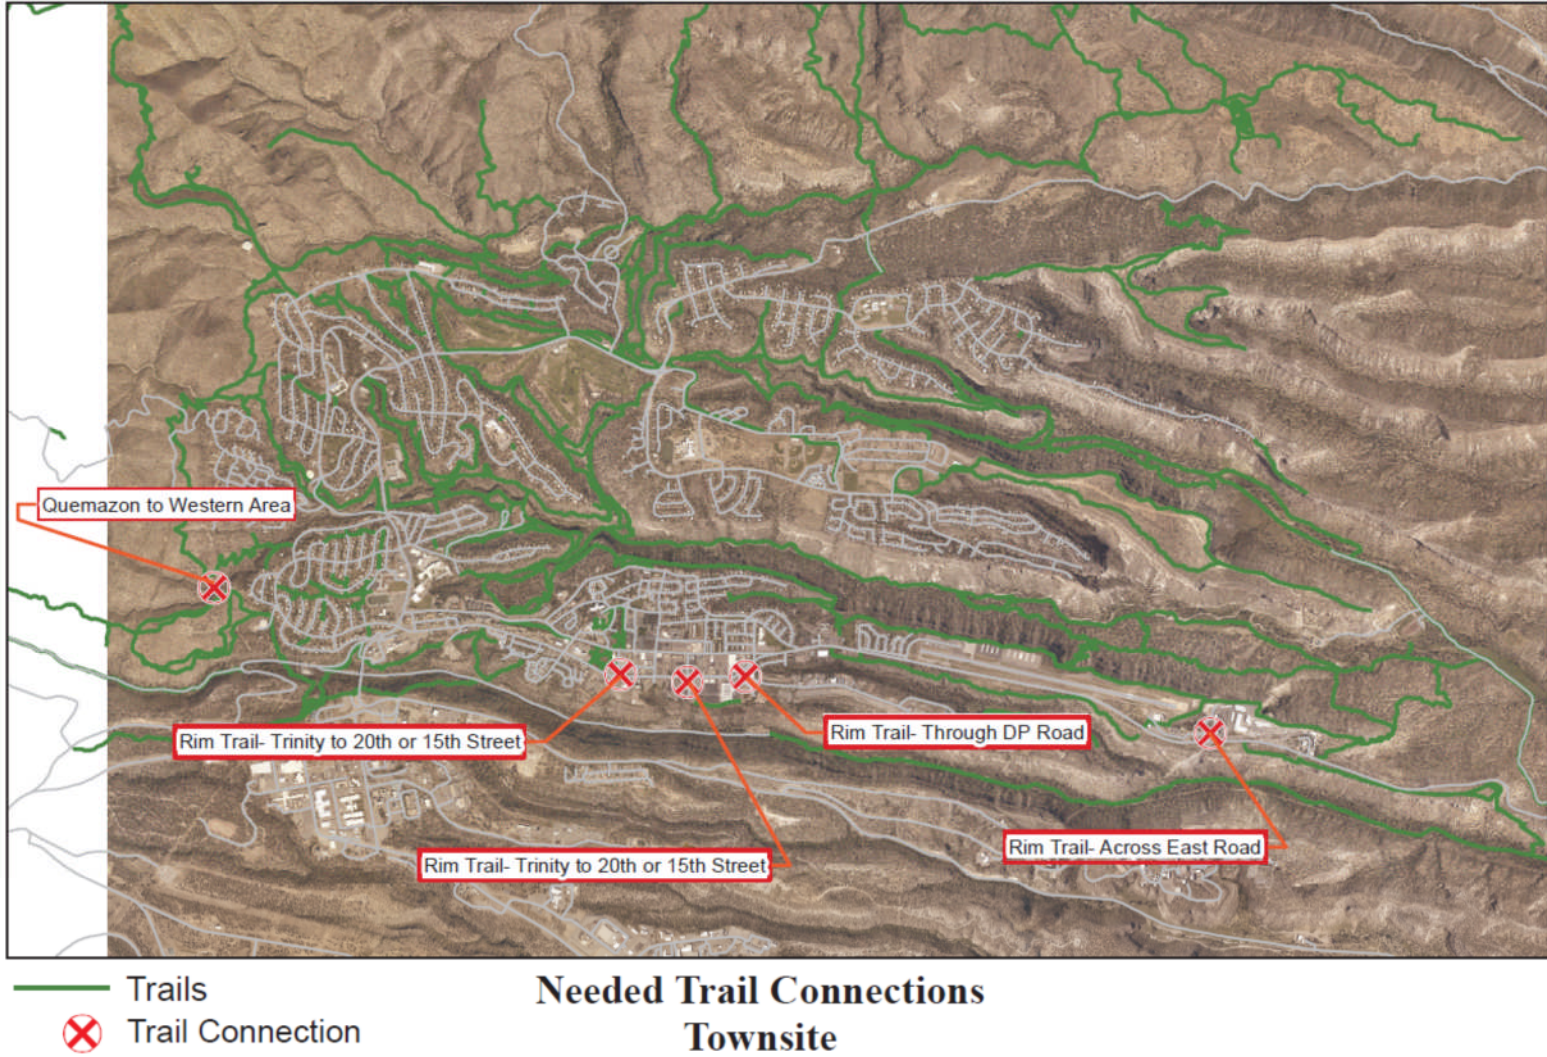 Quemazon to Western Area
Rim Trail- Trinity to 20th or 15th Street
Rim Trail- Through DP Road
Rim Trail- Trinity to 20th or 15th Street
Rim Trail- Across East Road
Trails
Trail Connection
Needed Trail Connections
Townsite